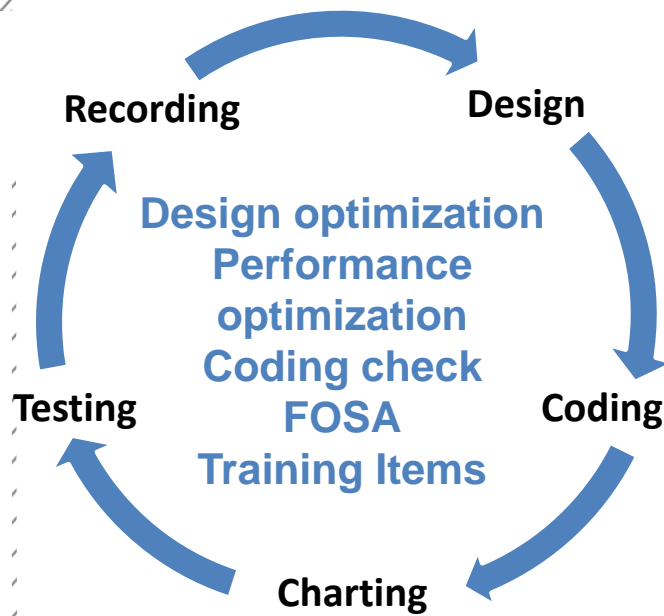 Recording
Design
Design optimization
Performance
optimization
Coding check
FOSA
Training Items
Testing
Coding
Charting